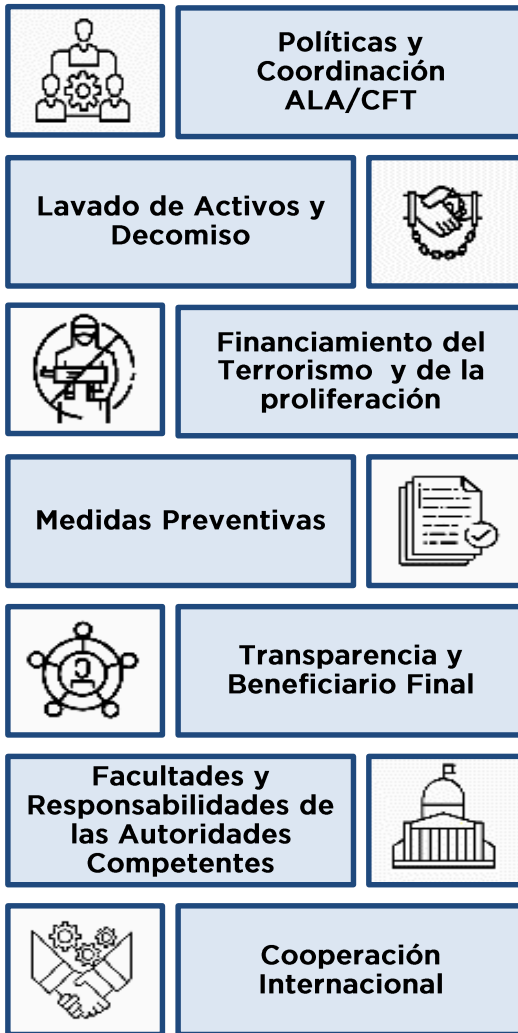 Políticas y
Coordinación
ALA/CFT
Lavado de Activos y
Decomiso
Financiamiento del
Terrorismo y de la
proliferación
Medidas Preventivas
Transparencia y
Beneficiario Final
Facultades y
Responsabilidades de
las Autoridades
Competentes
Cooperación
Internacional